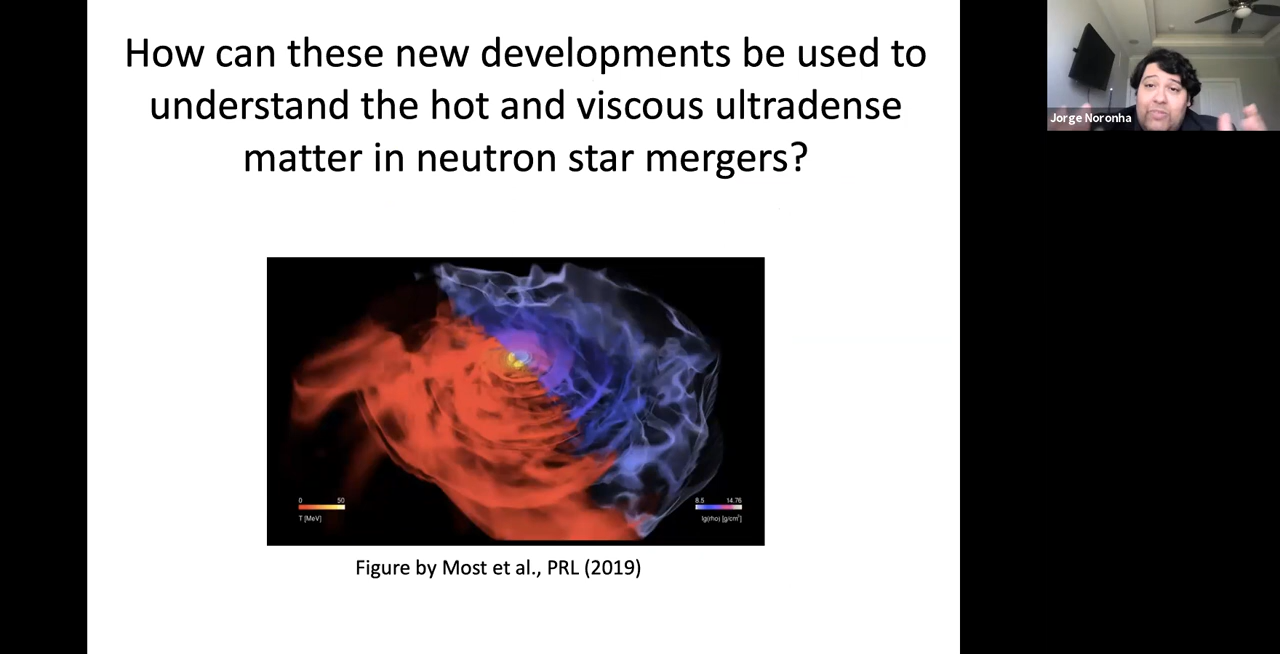 How can these new developments be used to
understand the hot and viscous ultradense
matter in neutron star mergers?
Jorge Noronha
0 50
T [MeV]
8.5 14.76
lg(rho) [g/cm³]
Figure by Most et al., PRL (2019)